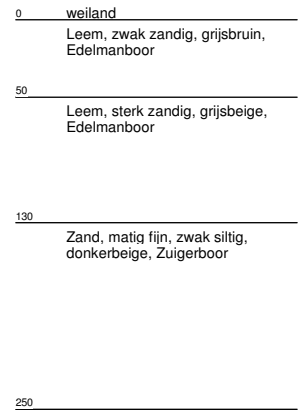 0 weiland
Leem, zwak zandig, grijsbruin,
Edelmanboor
50
Leem, sterk zandig, grijsbeige,
Edelmanboor
130
Zand, matig fijn, zwak siltig,
donkerbeige, Zuigerboor
250